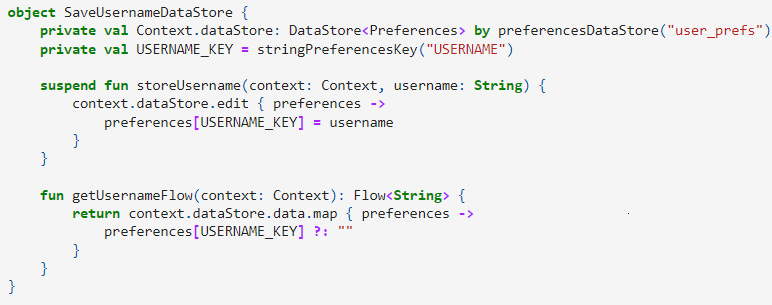 object SaveUsernameDataStore {
    private val Context.dataStore: DataStore<Preferences> by preferencesDataStore("user_prefs")
    private val USERNAME_KEY = stringPreferencesKey("USERNAME")

    suspend fun storeUsername(context: Context, username: String) {
        context.dataStore.edit { preferences ->
            preferences[USERNAME_KEY] = username
        }
    }

    fun getUsernameFlow(context: Context): Flow<String> {
        return context.dataStore.data.map { preferences ->
            preferences[USERNAME_KEY] ?: ""
        }
    }
}